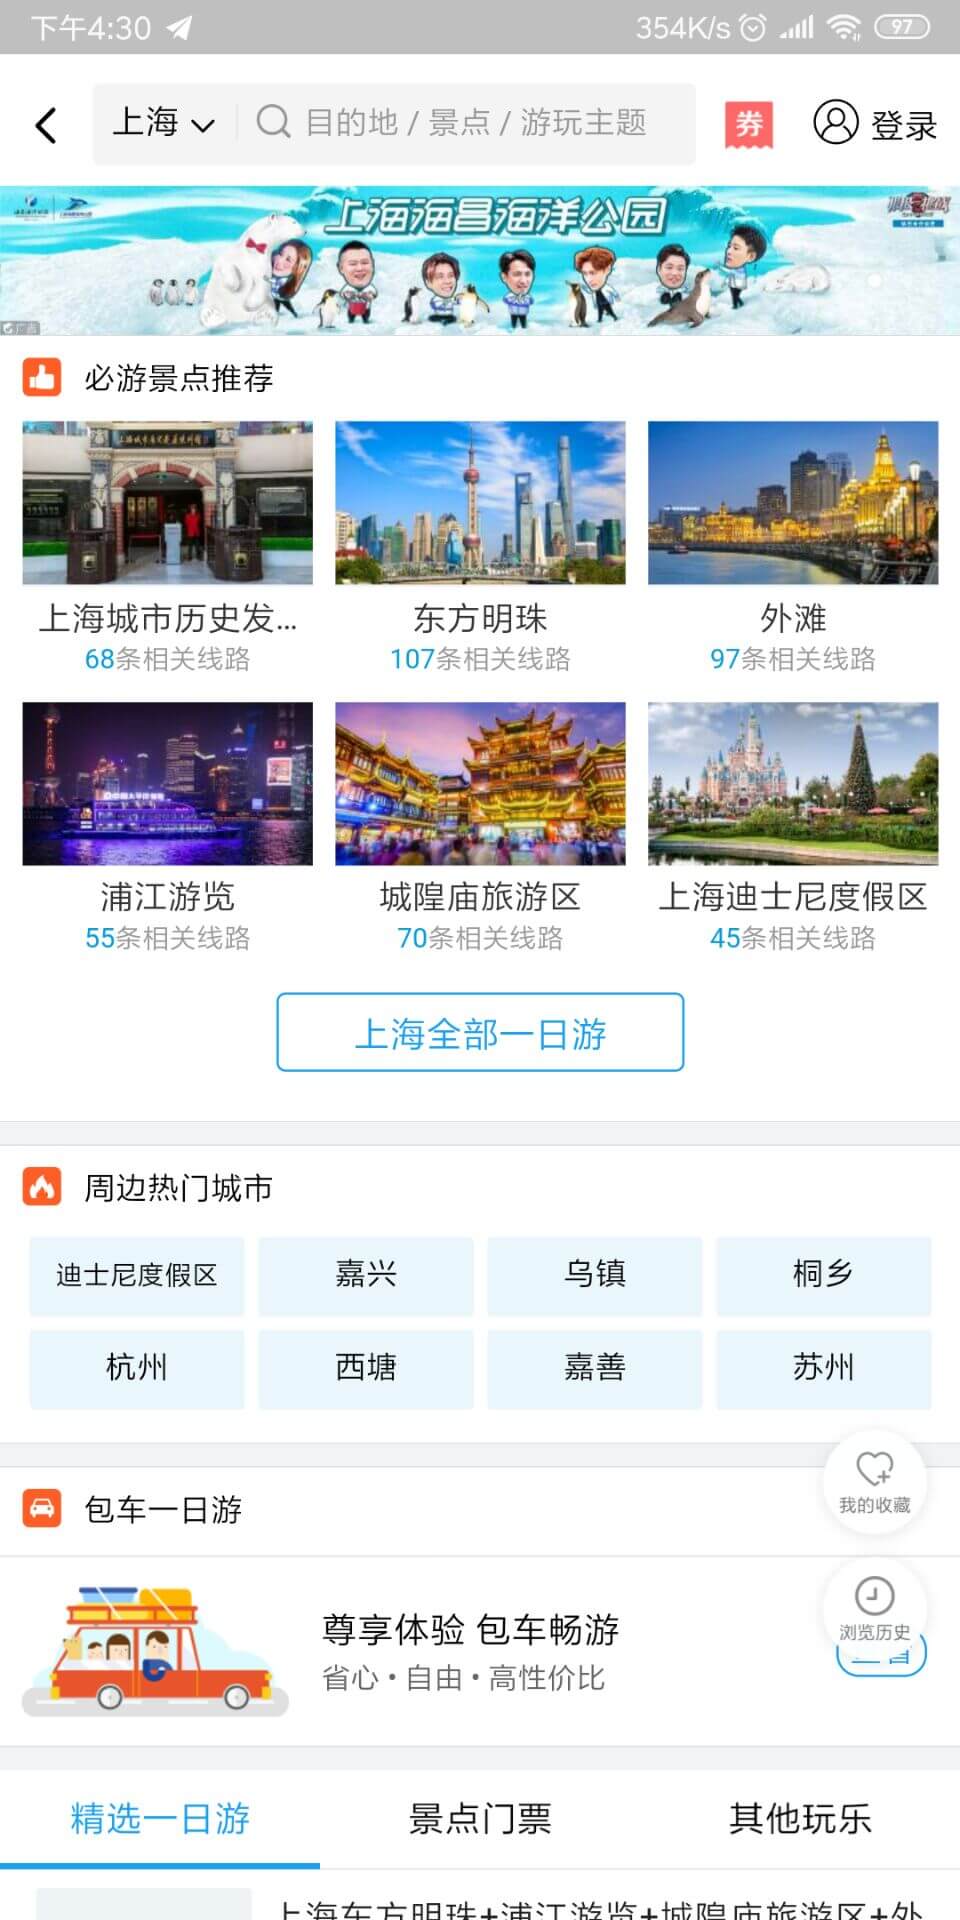 下午4:30 354K/s 97
上海 目的地 / 景点 / 游玩主题 券 登录
上海海昌海洋公园
广点
必游景点推荐
上海城市历史发...
68条相关线路
东方明珠
107条相关线路
外滩
97条相关线路
浦江游览
55条相关线路
城隍庙旅游区
70条相关线路
上海迪士尼度假区
45条相关线路
上海全部一日游
周边热门城市
迪士尼度假区 嘉兴 乌镇 桐乡
杭州 西塘 嘉善 苏州
我的收藏
包车一日游
尊享体验 包车畅游
省心 • 自由 • 高性价比
浏览历史
精选一日游 景点门票 其他玩乐
上海东方明珠+浦江游览+城隍庙旅游区+外